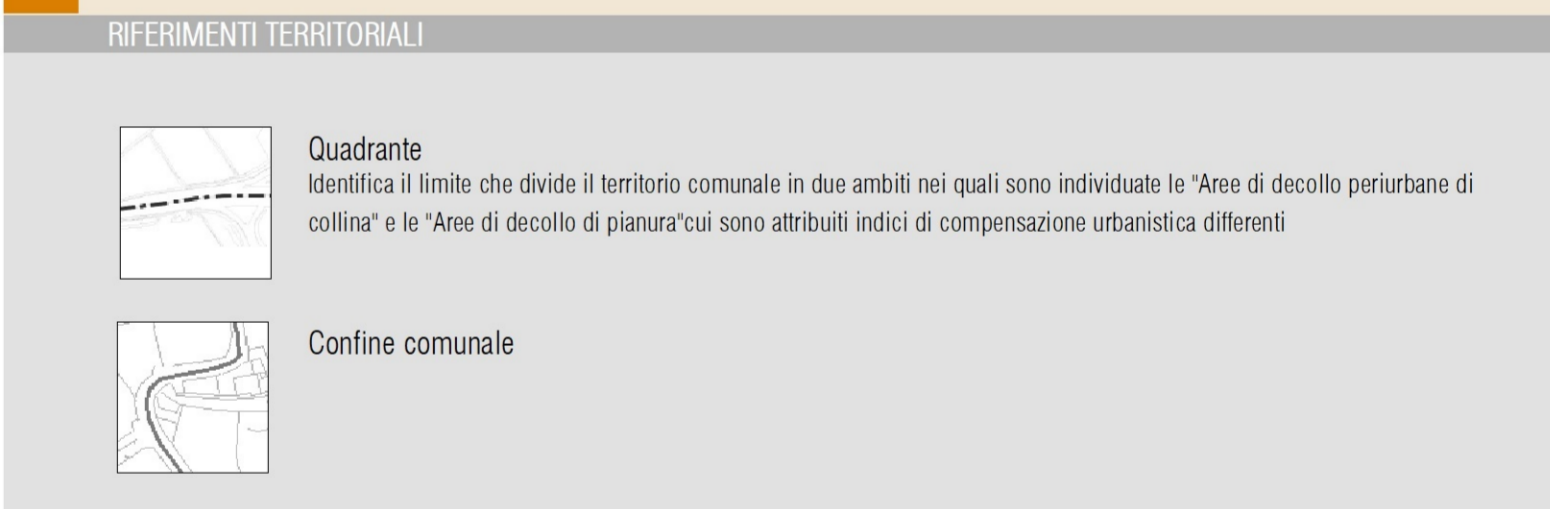 RIFERIMENTI TERRITORIALI
Quadrante
Identifica il limite che divide il territorio comunale in due ambiti nei quali sono individuate le "Aree di decollo periurbane di
collina" e le "Aree di decollo di pianura"cui sono attribuiti indici di compensazione urbanistica differenti
Confine comunale